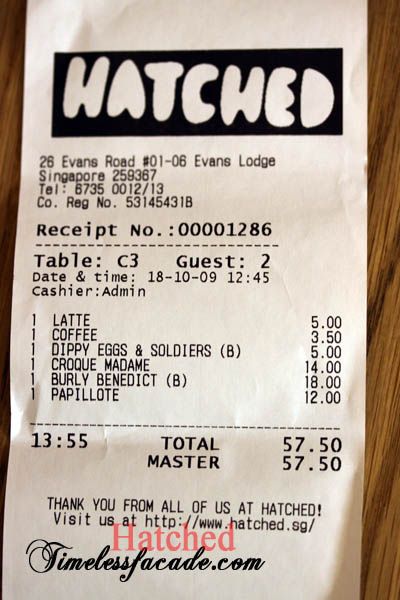 HATCHED
26 Evans Road #01-06 Evans Lodge
Singapore 259367
Tel: 6735 0012/13
Co. Reg No. 53145431B
Receipt No.:00001286
Table: C3 Guest: 2
Date & time: 18-10-09 12:45
Cashier:Admin
1 LATTE 5.00
1 COFFEE 3.50
1 DIPPY EGGS & SOLDIERS (B) 5.00
1 CROQUE MADAME 14.00
1 BURLY BENEDICT (B) 18.00
1 PAPILLOTE 12.00
13:55 TOTAL 57.50
MASTER 57.50
THANK YOU FROM ALL OF US AT HATCHED!
Visit us at http://www.hatched.sg/
Hatched
Timelessfacade.com